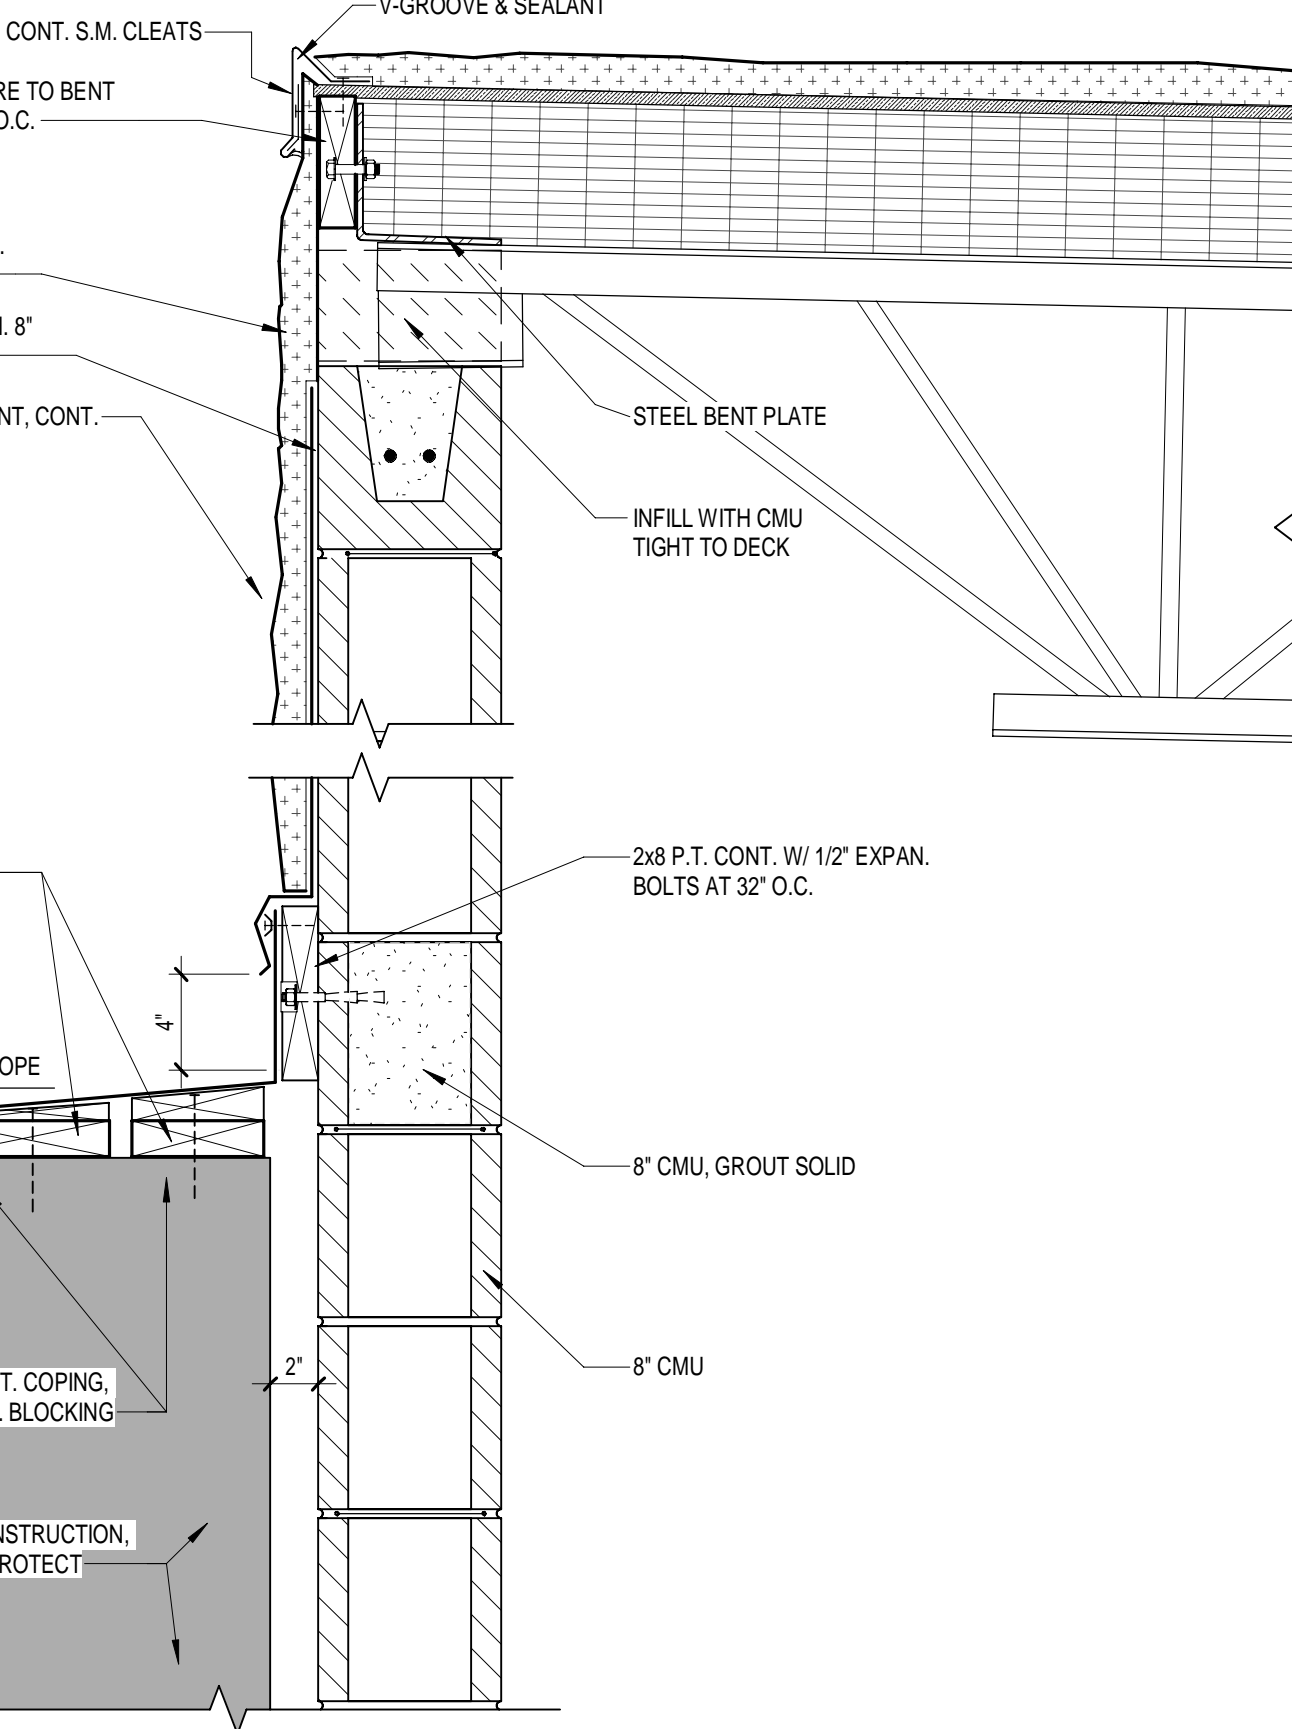 V-GROOVE & SEALANT
CONT. S.M. CLEATS
RE TO BENT
O.C.
8"
NT, CONT.
STEEL BENT PLATE
INFILL WITH CMU
TIGHT TO DECK
2x8 P.T. CONT. W/ 1/2" EXPAN.
BOLTS AT 32" O.C.
4"
OPE
8" CMU, GROUT SOLID
2"
8" CMU
T. COPING,
. BLOCKING
NSTRUCTION,
ROTECT